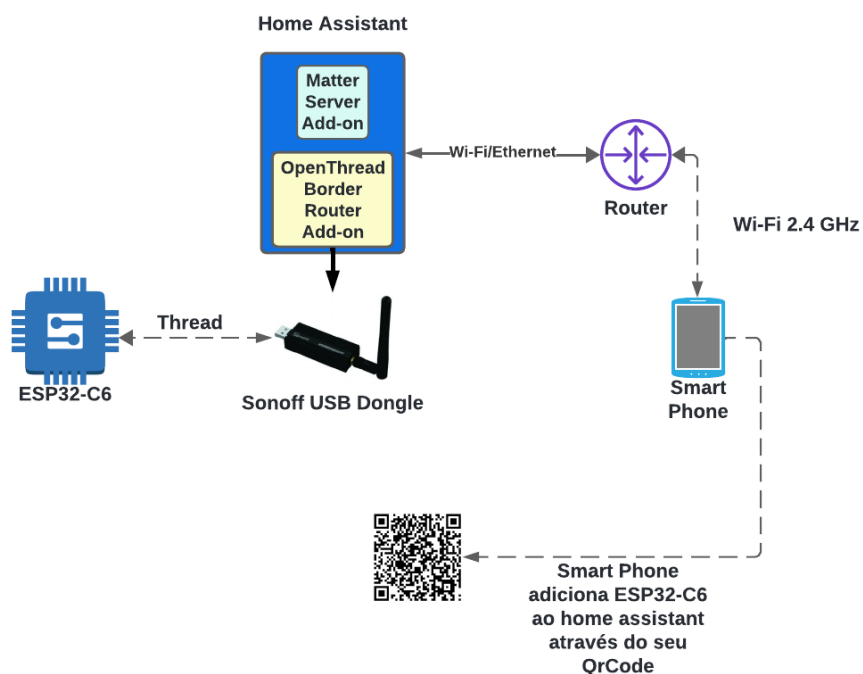 Home Assistant
Matter
Server
Add-on
OpenThread
Border
Router
Add-on
Wi-Fi/Ethernet
Router
Wi-Fi 2.4 GHz
Thread
ESP32-C6
Sonoff USB Dongle
Smart
Phone
Smart Phone
adiciona ESP32-C6
ao home assistant
através do seu
QrCode